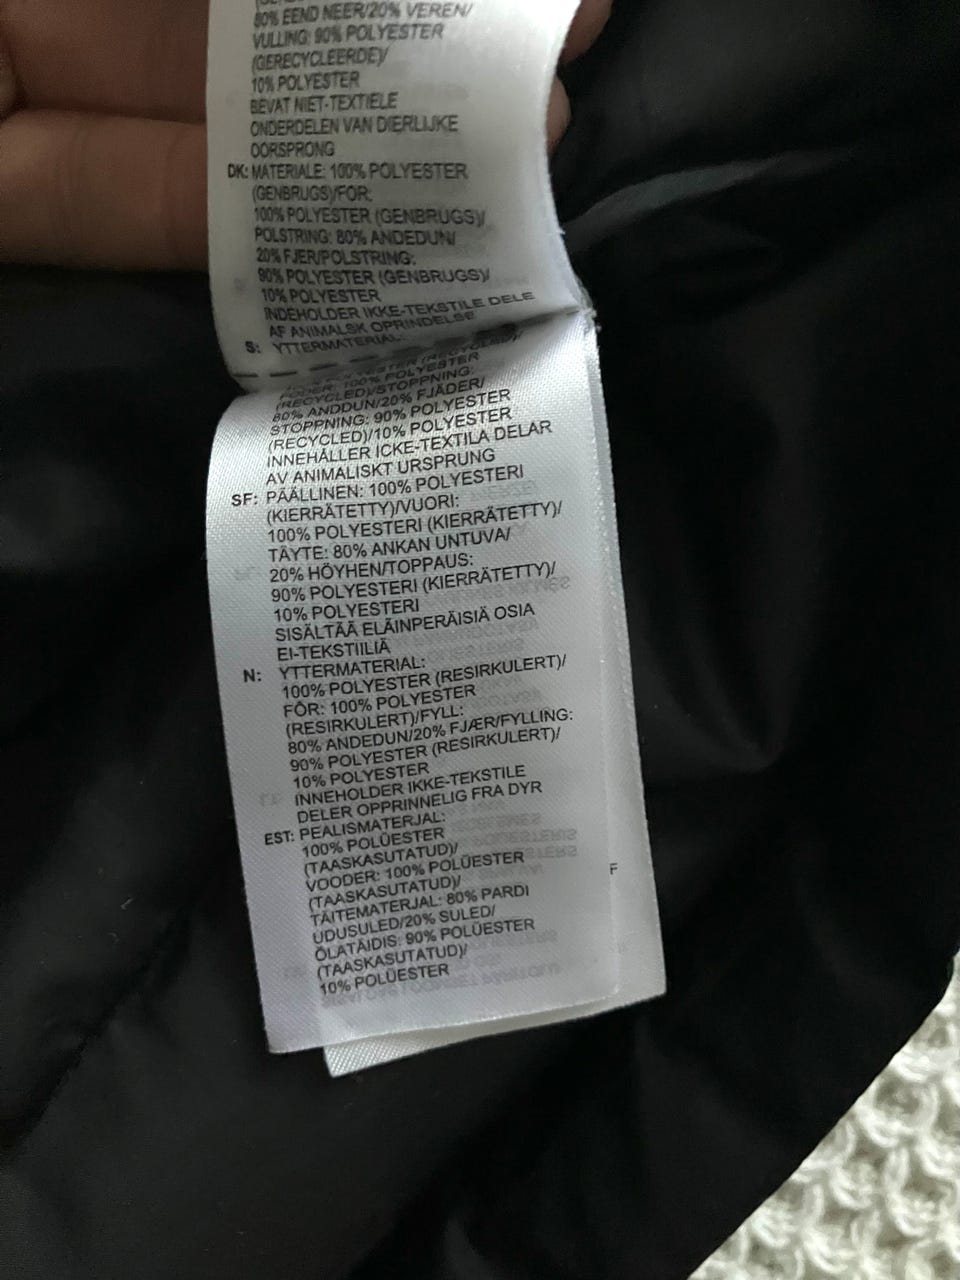 80% EEND NEER/20% VEREN/
VULLING: 90% POLYESTER
(GERECYCLEERDE)/
10% POLYESTER
BEVAT NIET-TEXTIELE
ONDERDELEN VAN DIERLIJKE
OORSPRONG
DK: MATERIALE: 100% POLYESTER
(GENBRUGS)/FOR:
100% POLYESTER (GENBRUGS)/
POLSTRING: 80% ANDEDUN/
20% FJER/POLSTRING:
90% POLYESTER (GENBRUGS)/
10% POLYESTER
INDEHOLDER IKKE-TEKSTILE DELE
AF ANIMALSK OPRINDELSE
S: YTTERMATERIAL:
POLYESTER (RECYCLED)/
FODER: 100% POLYESTER
(RECYCLED)/STOPPNING:
80% ANDDUN/20% FJÄDER/
STOPPNING: 90% POLYESTER
(RECYCLED)/10% POLYESTER
INNEHÅLLER ICKE-TEXTILA DELAR
AV ANIMALISKT URSPRUNG
SF: PÄÄLLINEN: 100% POLYESTERI
(KIERRÄTETTY)/VUORI:
100% POLYESTERI (KIERRÄTETTY)/
TÄYTE: 80% ANKAN UNTUVA/
20% HÖYHEN/TOPPAUS:
90% POLYESTERI (KIERRÄTETTY)/
10% POLYESTERI
SISÄLTÄÄ ELÄINPERÄISIÄ OSIA
EI-TEKSTIILIÄ
N: YTTERMATERIAL:
100% POLYESTER (RESIRKULERT)/
FÔR: 100% POLYESTER
(RESIRKULERT)/FYLL:
80% ANDEDUN/20% FJÆR/FYLLING:
90% POLYESTER (RESIRKULERT)/
10% POLYESTER
INNEHOLDER IKKE-TEKSTILE
DELER OPPRINNELIG FRA DYR
EST: PEALISMATERJAL:
100% POLÜESTER
(TAASKASUTATUD)/
VOODER: 100% POLÜESTER
(TAASKASUTATUD)/
TÄITEMATERJAL: 80% PARDI
UDUSULED/20% SULED/
ÕLATÄIDIS: 90% POLÜESTER
(TAASKASUTATUD)/
10% POLÜESTER
F